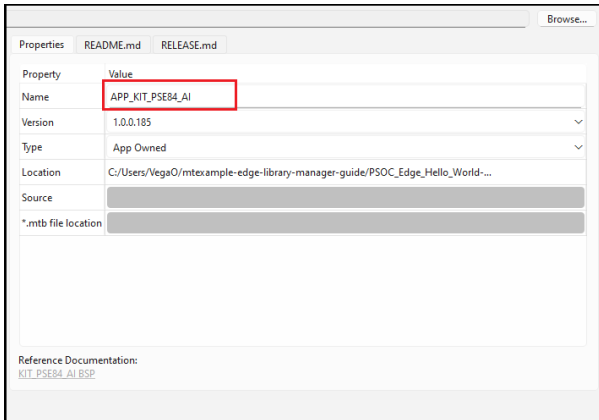 Browse...
Properties README.md RELEASE.md
Property Value
Name APP_KIT_PSE84_AI
Version 1.0.0.185
Type App Owned
Location C:/Users/VegaO/mtexample-edge-library-manager-guide/PSOC_Edge_Hello_World-...
Source
*.mtb file location
Reference Documentation:
KIT_PSE84_AI BSP